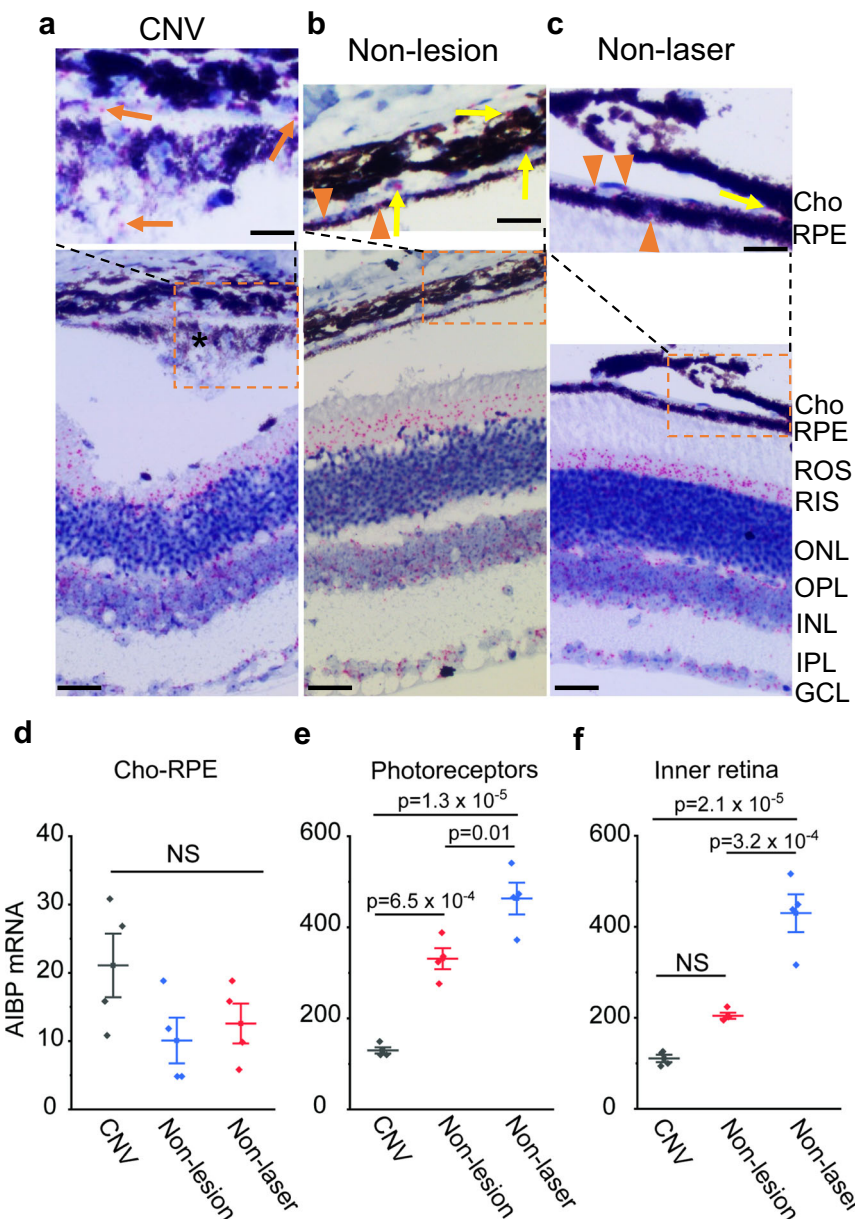 a
CNV
b
Non-lesion
c
Non-laser
Cho
RPE
*
Cho
RPE
ROS
RIS
ONL
OPL
INL
IPL
GCL
d
Cho-RPE
AIBP mRNA
40
30
20
10
0
NS
CNV
Non-lesion
Non-laser
e
Photoreceptors
p=1.3 x 10⁻⁵
p=0.01
p=6.5 x 10⁻⁴
600
400
200
0
CNV
Non-lesion
Non-laser
f
Inner retina
p=2.1 x 10⁻⁵
p=3.2 x 10⁻⁴
NS
600
400
200
0
CNV
Non-lesion
Non-laser